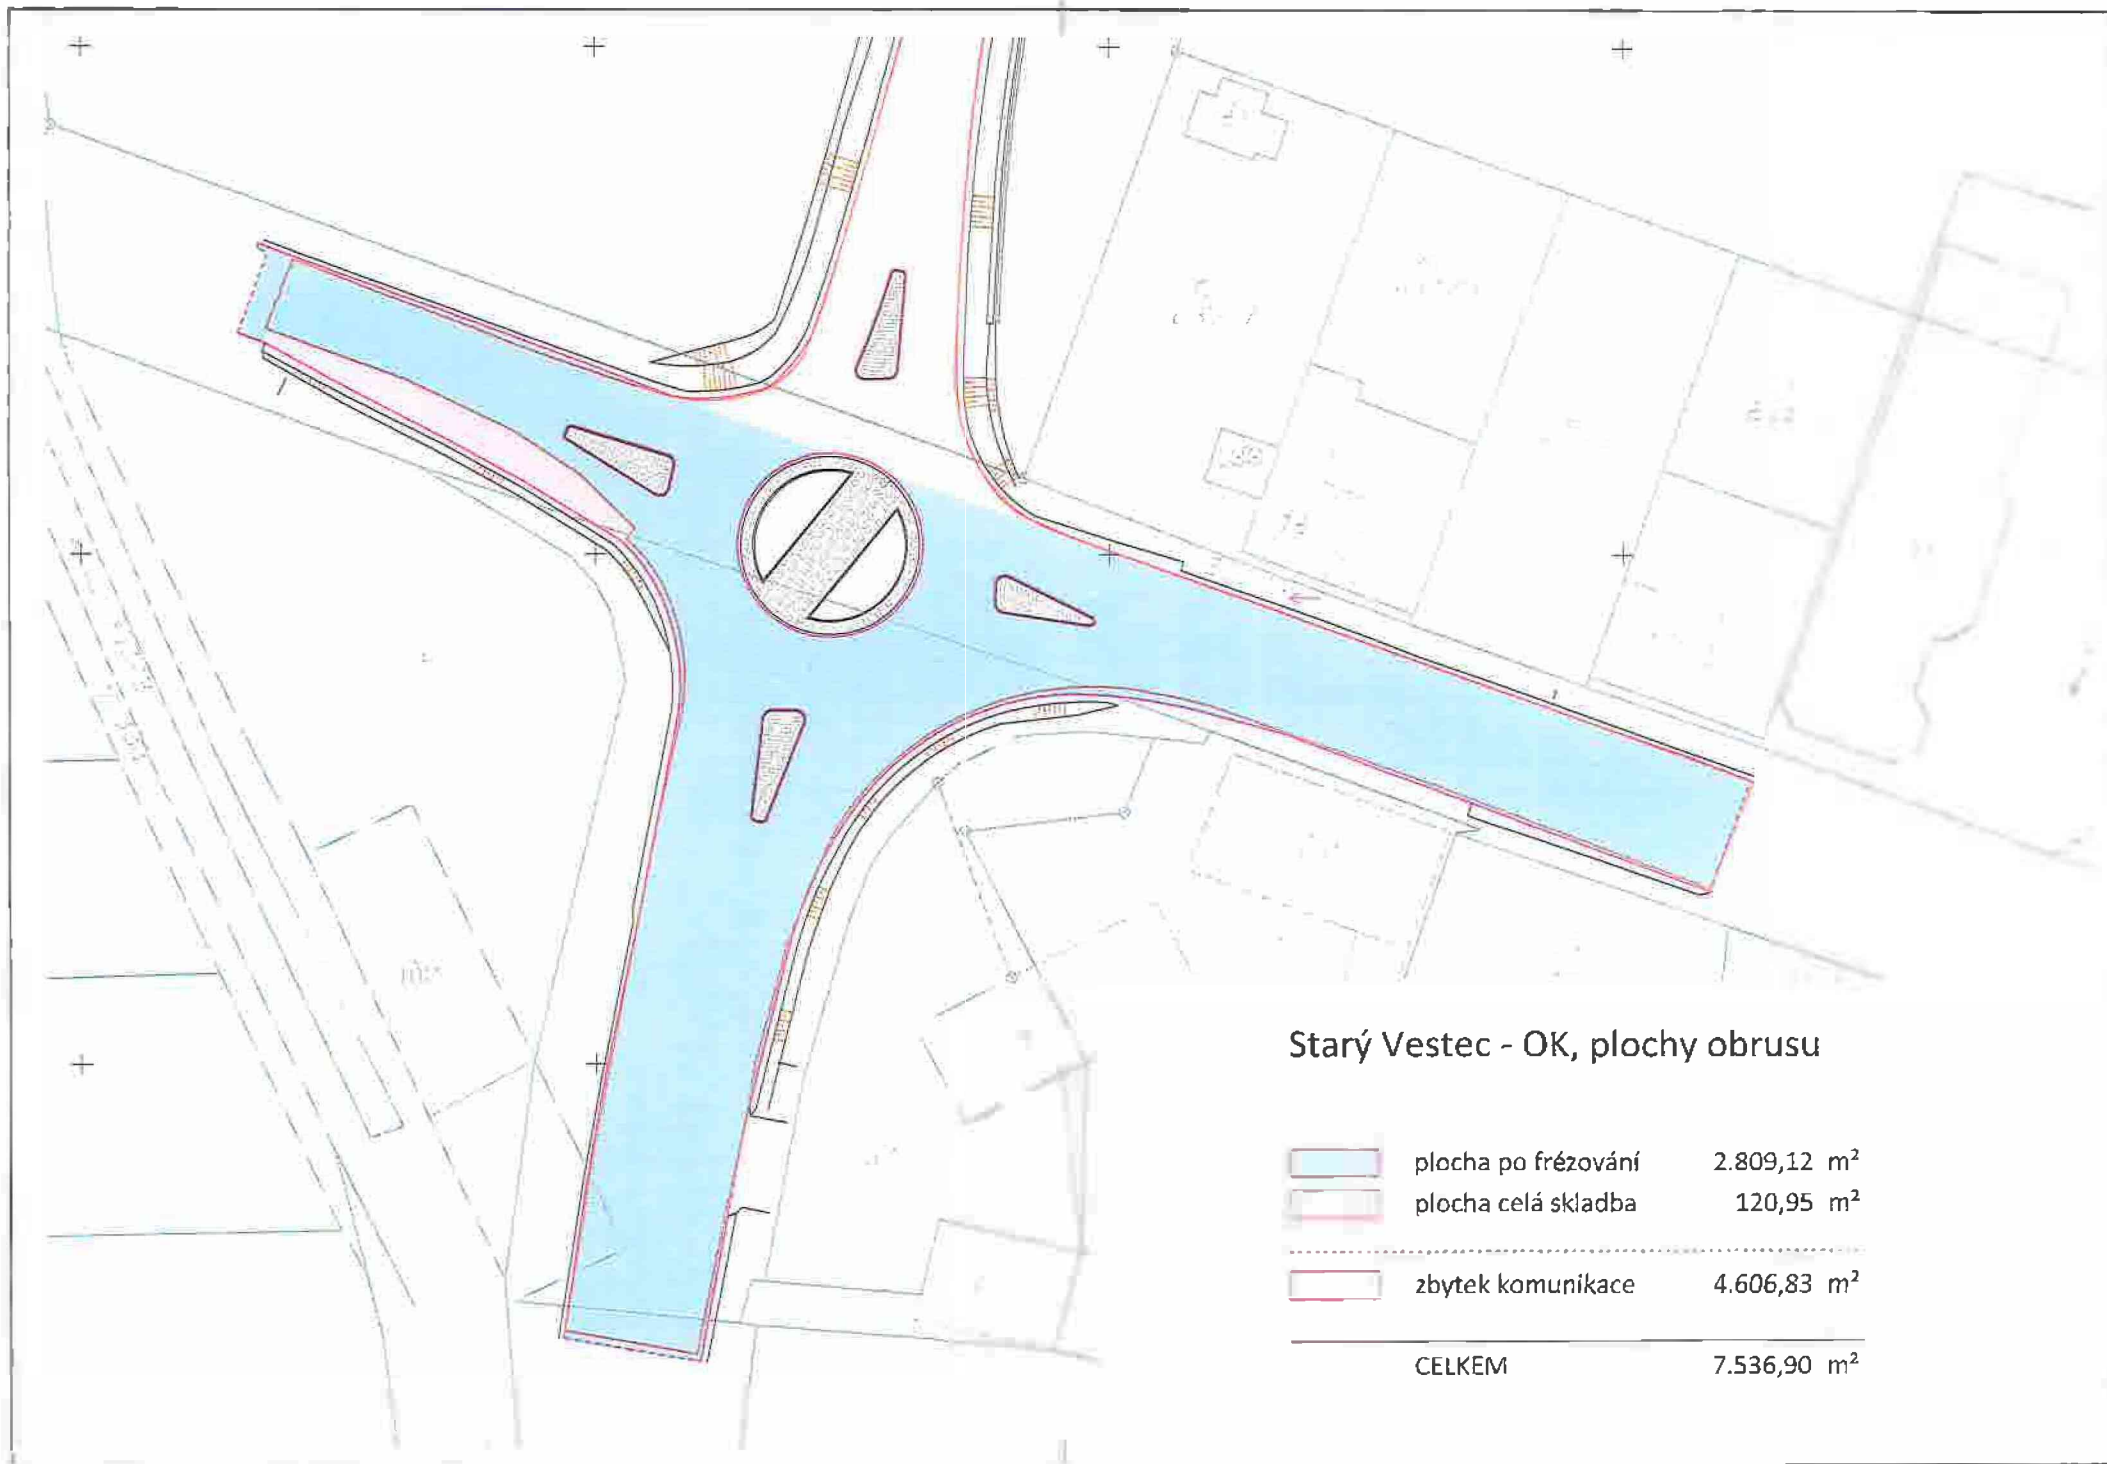 Starý Vestec - OK, plochy obrusu
plocha po frézování 2.809,12 m²
plocha celá skladba 120,95 m²
zbytek komunikace 4.606,83 m²
CELKEM 7.536,90 m²